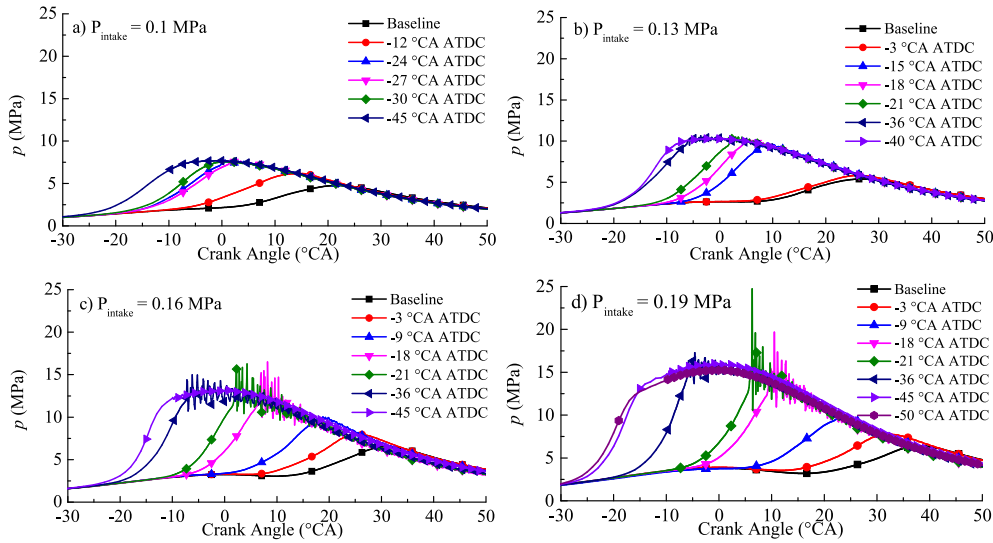 a) P_intake = 0.1 MPa
Baseline
-12 °CA ATDC
-24 °CA ATDC
-27 °CA ATDC
-30 °CA ATDC
-45 °CA ATDC
p (MPa)
25
20
15
10
5
0
-30 -20 -10 0 10 20 30 40 50
Crank Angle (°CA)
b) P_intake = 0.13 MPa
Baseline
-3 °CA ATDC
-15 °CA ATDC
-18 °CA ATDC
-21 °CA ATDC
-36 °CA ATDC
-40 °CA ATDC
p (MPa)
25
20
15
10
5
0
-30 -20 -10 0 10 20 30 40 50
Crank Angle (°CA)
c) P_intake = 0.16 MPa
Baseline
-3 °CA ATDC
-9 °CA ATDC
-18 °CA ATDC
-21 °CA ATDC
-36 °CA ATDC
-45 °CA ATDC
p (MPa)
25
20
15
10
5
0
-30 -20 -10 0 10 20 30 40 50
Crank Angle (°CA)
d) P_intake = 0.19 MPa
Baseline
-3 °CA ATDC
-9 °CA ATDC
-18 °CA ATDC
-21 °CA ATDC
-36 °CA ATDC
-45 °CA ATDC
-50 °CA ATDC
p (MPa)
25
20
15
10
5
0
-30 -20 -10 0 10 20 30 40 50
Crank Angle (°CA)